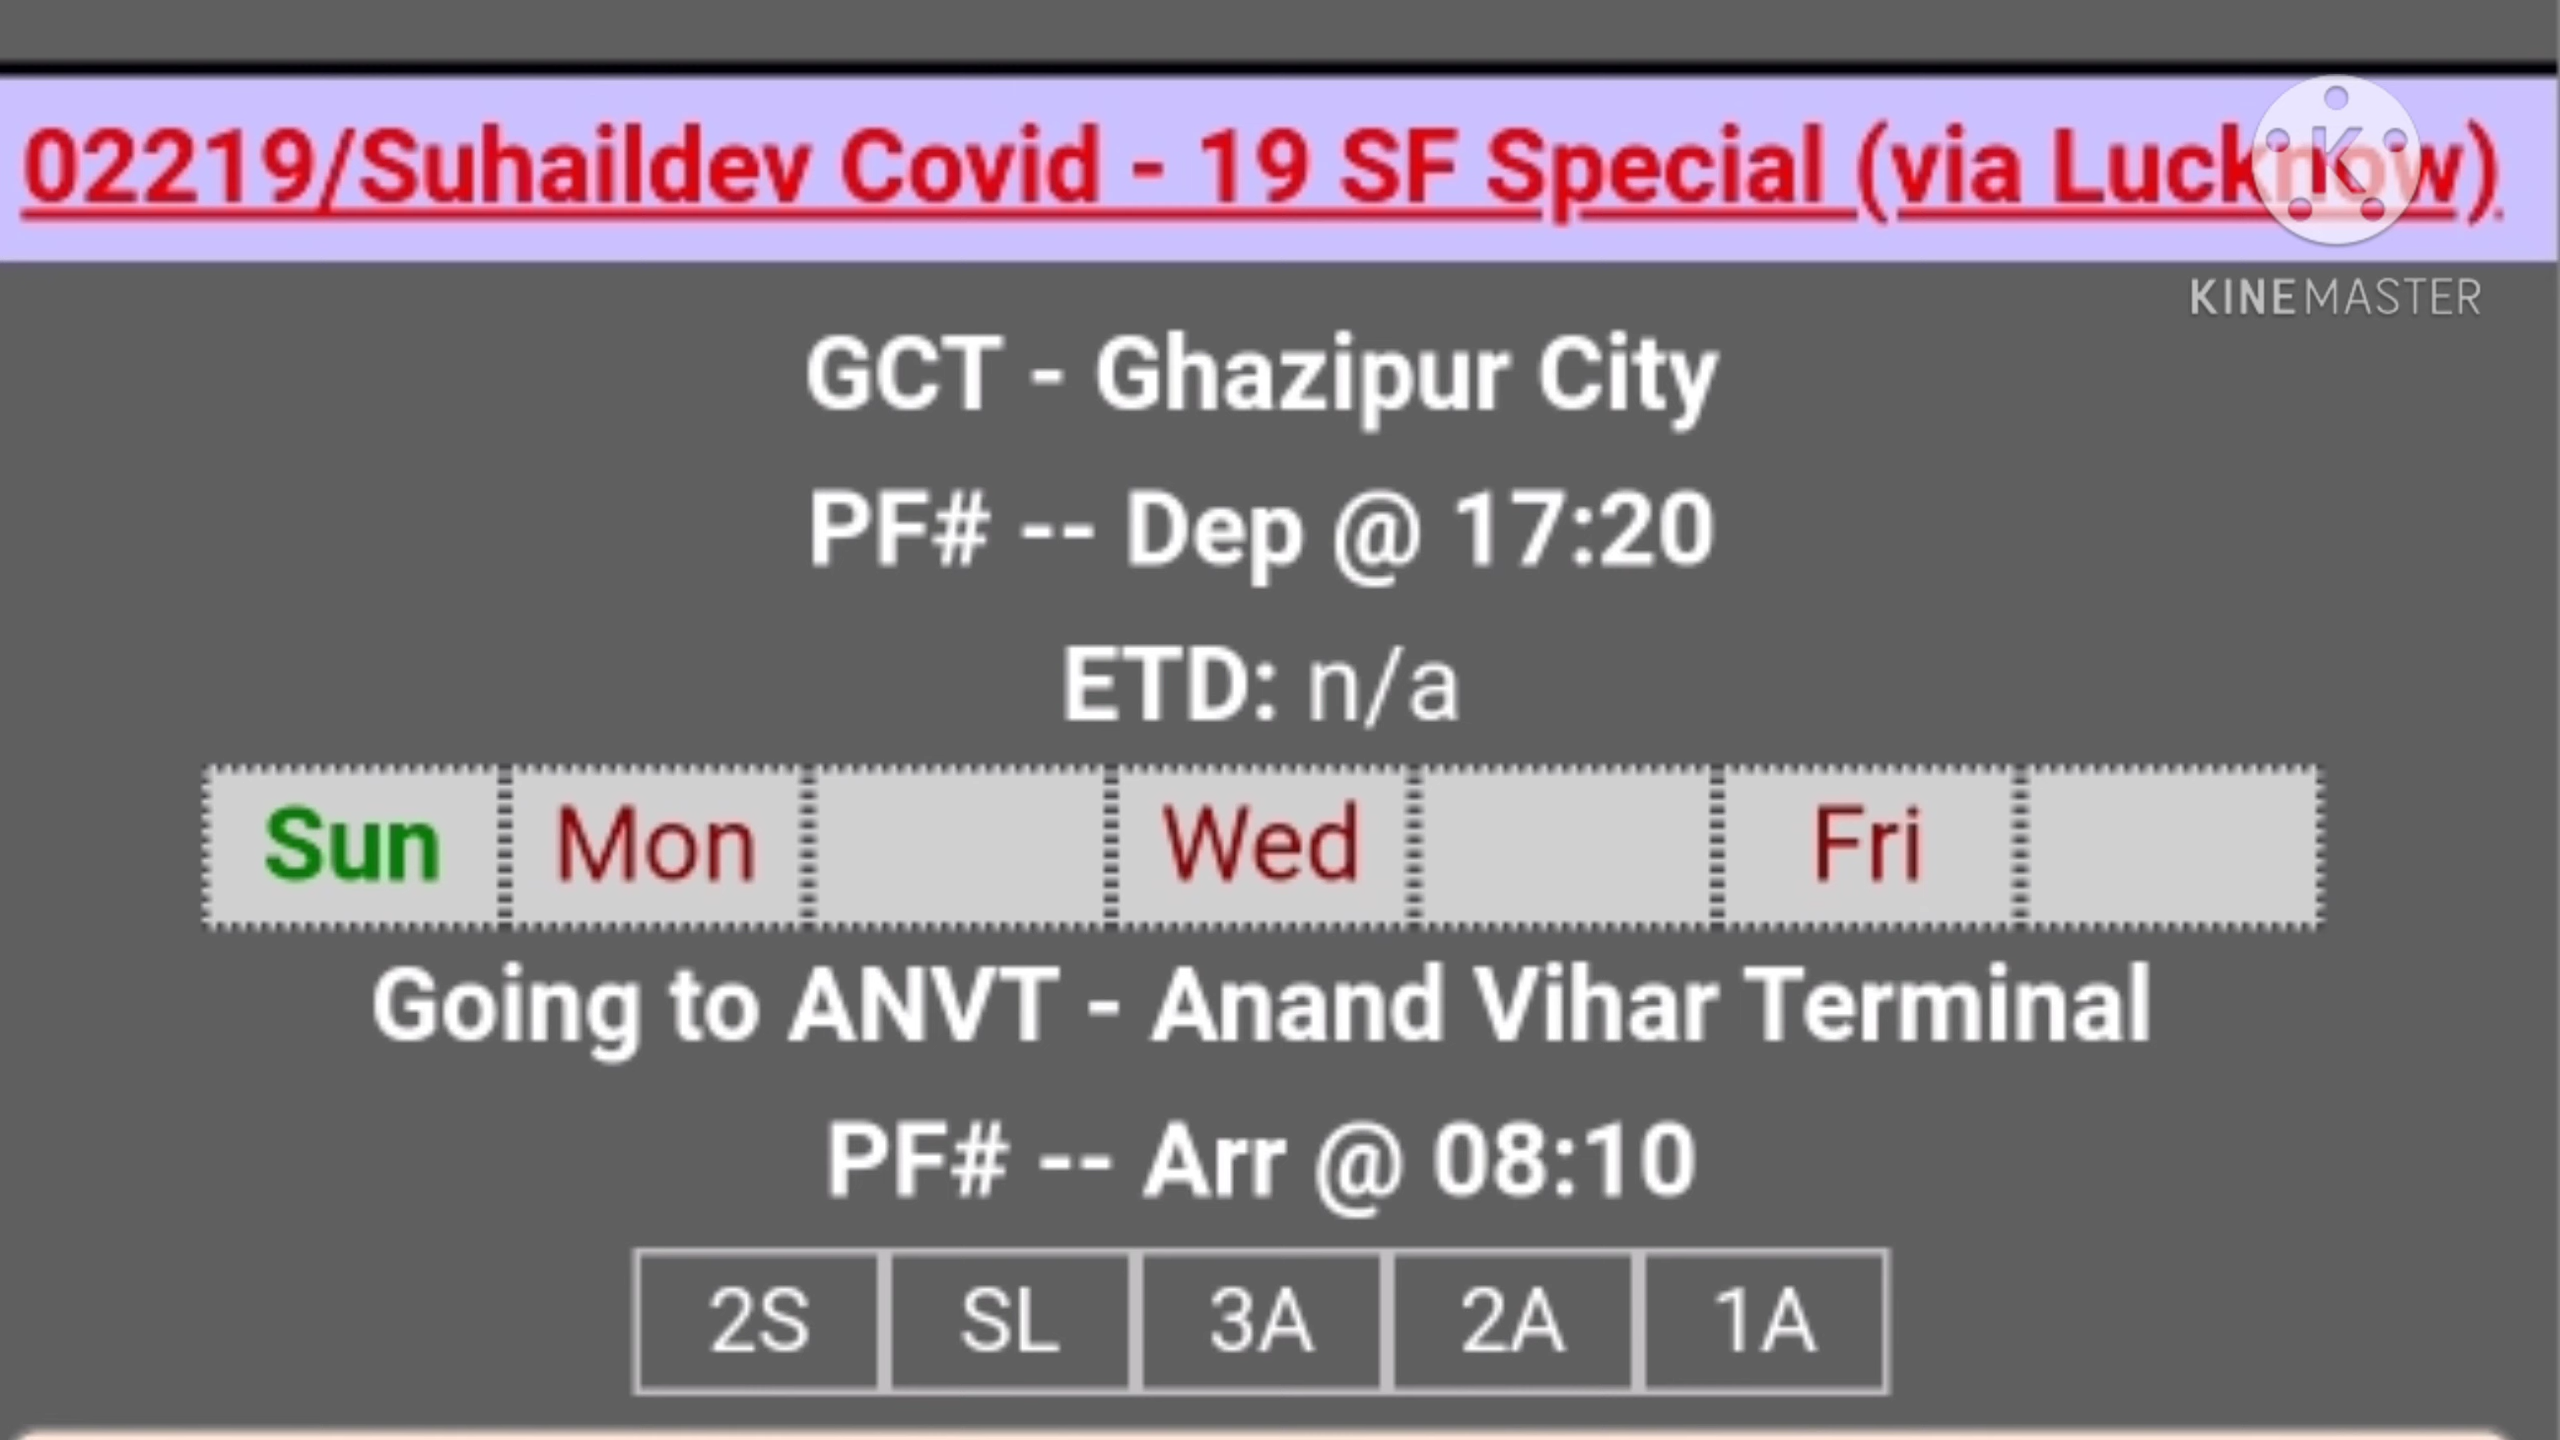 02219/Suhaildev Covid - 19 SF Special (via Lucknow)
K
KINEMASTER
GCT - Ghazipur City
PF# -- Dep @ 17:20
ETD: n/a
Sun Mon Wed Fri
Going to ANVT - Anand Vihar Terminal
PF# -- Arr @ 08:10
2S SL 3A 2A 1A